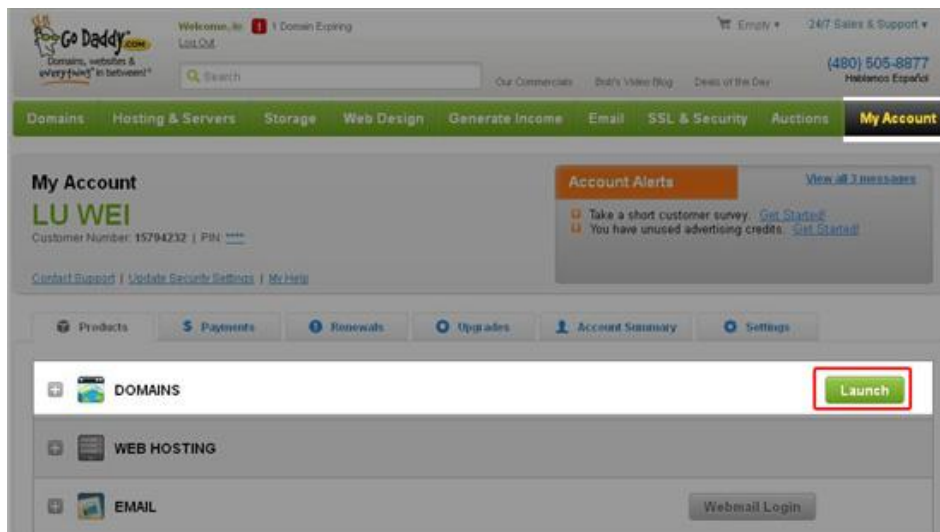 Go Daddy.com
Domains, websites & everything* in between!®
Welcome, lu
! 1 Domain Expiring
Log Out
Search
Our Commercials Bob's Video Blog Deals of the Day
Empty 24/7 Sales & Support
(480) 505-8877
Hablamos Español
Domains Hosting & Servers Storage Web Design Generate Income Email SSL & Security Auctions My Account
My Account
LU WEI
Customer Number: 15794232 | PIN: ****
Contact Support | Update Security Settings | My Help
Account Alerts View all 3 messages
Take a short customer survey. Get Started!
You have unused advertising credits. Get Started!
Products Payments Renewals Upgrades Account Summary Settings
DOMAINS Launch
WEB HOSTING
EMAIL Webmail Login